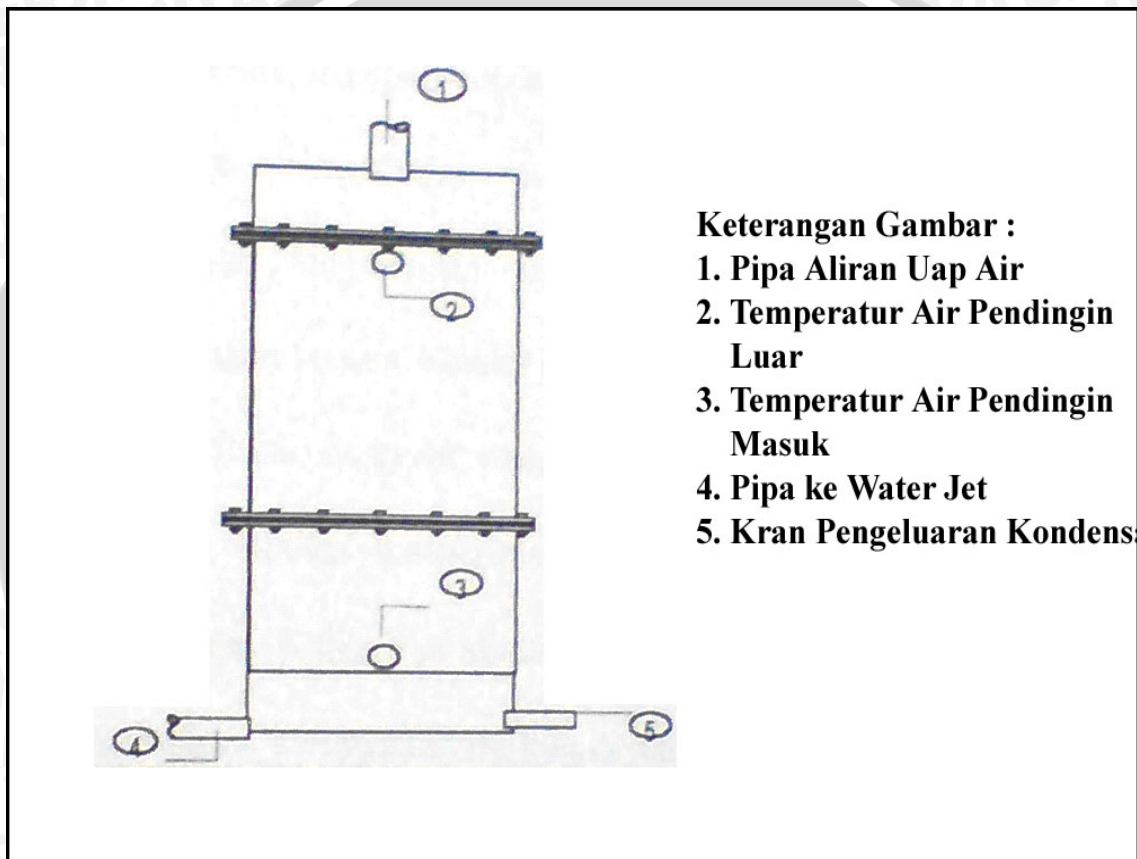 1
2
3
4
5
Keterangan Gambar :
1. Pipa Aliran Uap Air
2. Temperatur Air Pendingin
Luar
3. Temperatur Air Pendingin
Masuk
4. Pipa ke Water Jet
5. Kran Pengeluaran